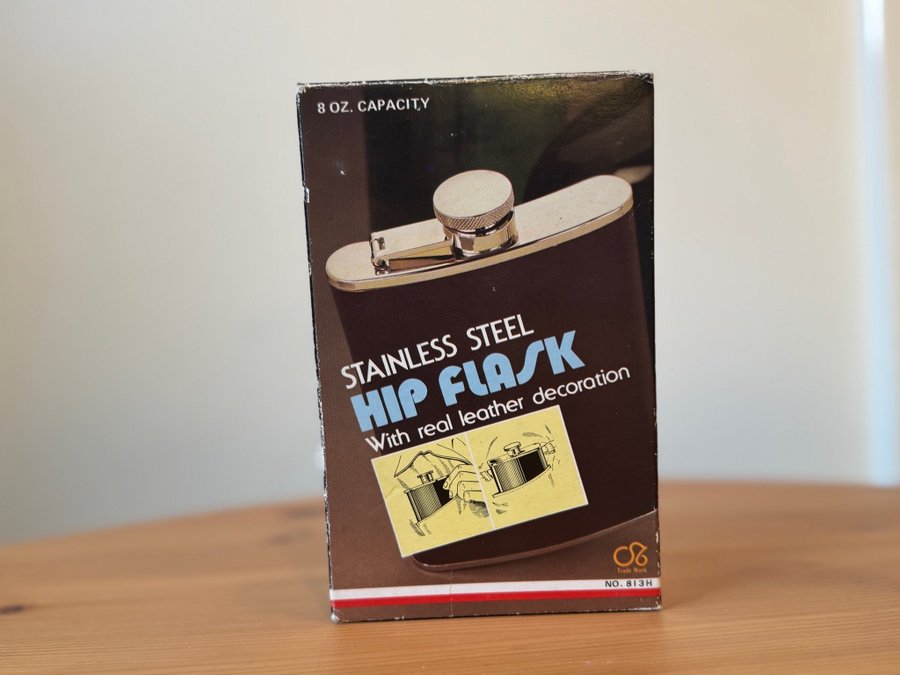 8 OZ. CAPACITY
STAINLESS STEEL
HIP FLASK
With real leather decoration
Trade Mark
NO. 813H